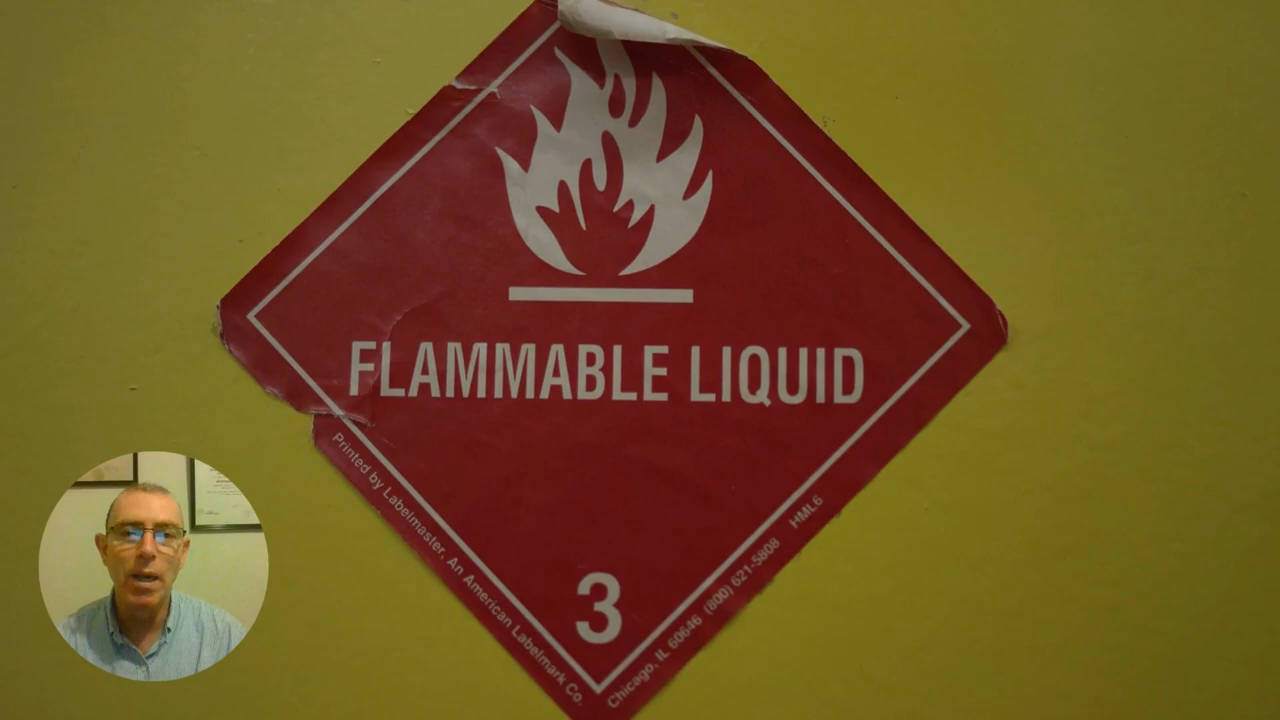 FLAMMABLE LIQUID
3
Printed by Labelmaster, An American Labelmark Co.
Chicago, IL 60646 (800) 621-5808 HML6